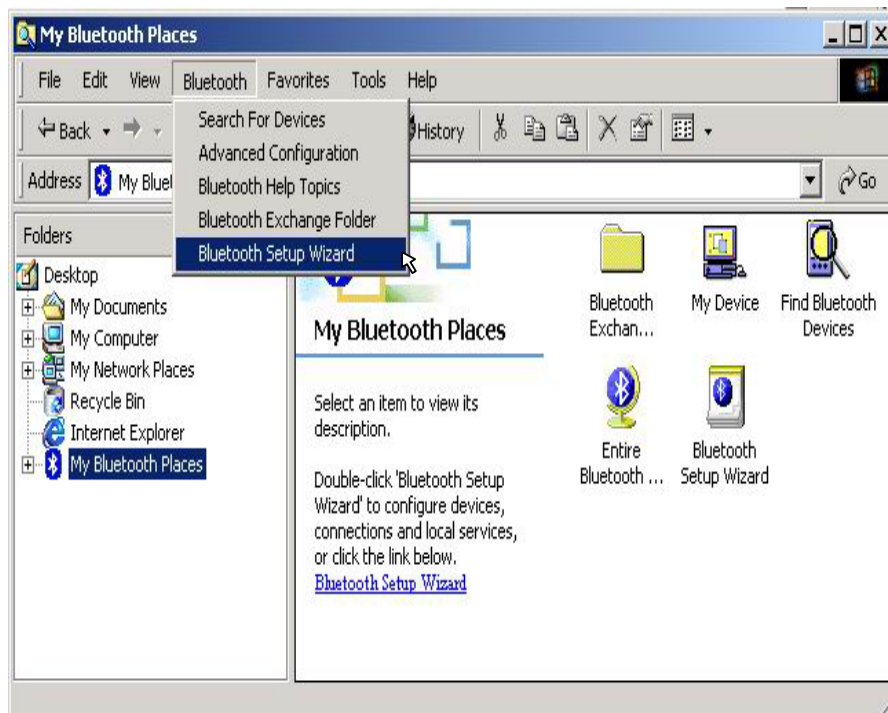 My Bluetooth Places
File Edit View Bluetooth Favorites Tools Help
Back History
Address My Blue Go
Search For Devices
Advanced Configuration
Bluetooth Help Topics
Bluetooth Exchange Folder
Bluetooth Setup Wizard
Folders
Desktop
My Documents
My Computer
My Network Places
Recycle Bin
Internet Explorer
My Bluetooth Places
My Bluetooth Places
Select an item to view its
description.
Double-click 'Bluetooth Setup
Wizard' to configure devices,
connections and local services,
or click the link below.
Bluetooth Setup Wizard
Bluetooth
Exchan...
My Device
Find Bluetooth
Devices
Entire
Bluetooth ...
Bluetooth
Setup Wizard